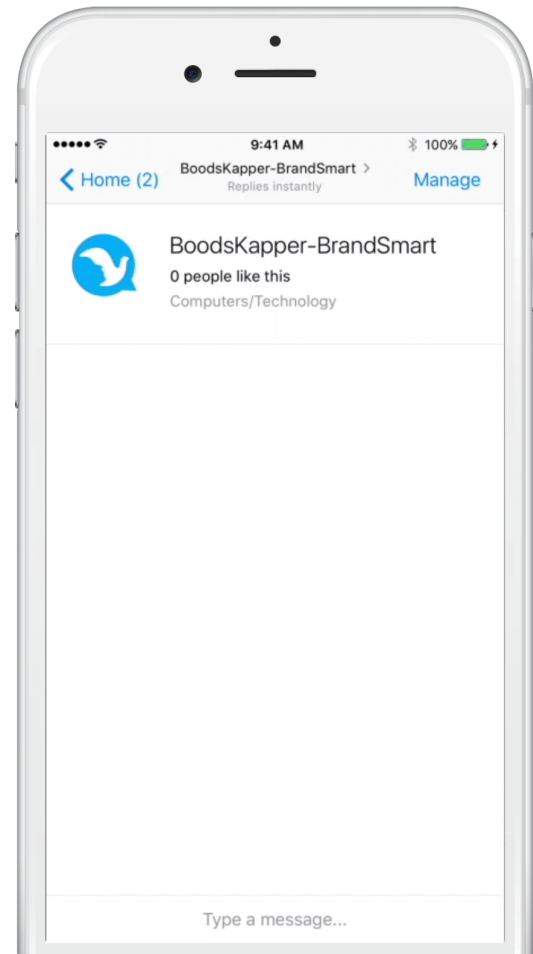 9:41 AM
100%
Home (2)
BoodsKapper-BrandSmart >
Replies instantly
Manage
BoodsKapper-BrandSmart
0 people like this
Computers/Technology
Type a message...